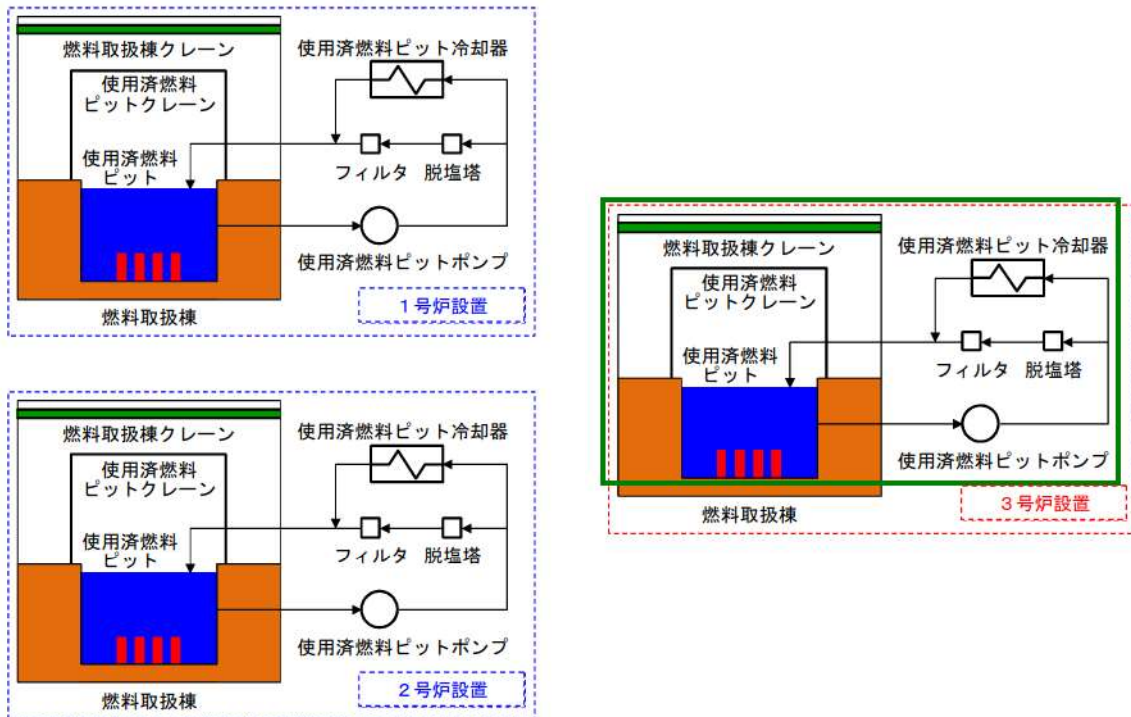 燃料取扱棟クレーン
使用済燃料
ピットクレーン
使用済燃料
ピット
使用済燃料ピット冷却器
フィルタ
脱塩塔
使用済燃料ピットポンプ
燃料取扱棟
1号炉設置
燃料取扱棟クレーン
使用済燃料
ピットクレーン
使用済燃料
ピット
使用済燃料ピット冷却器
フィルタ
脱塩塔
使用済燃料ピットポンプ
燃料取扱棟
2号炉設置
燃料取扱棟クレーン
使用済燃料
ピットクレーン
使用済燃料
ピット
使用済燃料ピット冷却器
フィルタ
脱塩塔
使用済燃料ピットポンプ
燃料取扱棟
3号炉設置